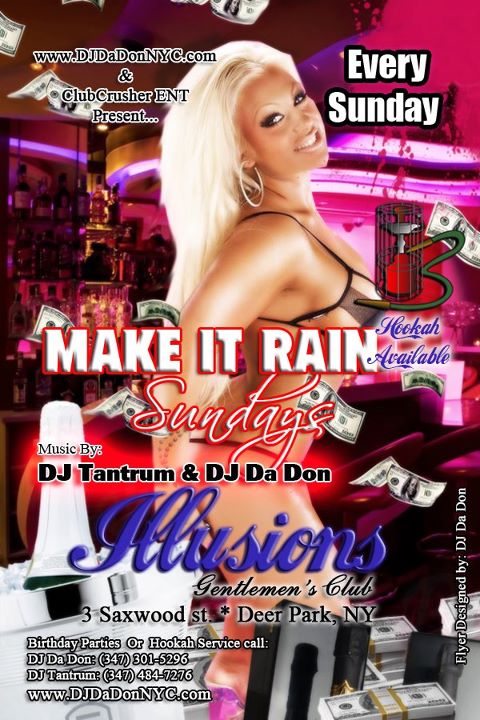 www.DJDaDonNYC.com
&
ClubCrusher ENT
Present...
Every
Sunday
Hookah
Available
MAKE IT RAIN
Sundays
Music By:
DJ Tantrum & DJ Da Don
Illusions
Gentlemen's Club
3 Saxwood st. * Deer Park, NY
Birthday Parties Or Hookah Service call:
DJ Da Don: (347) 301-5296
DJ Tantrum: (347) 484-7276
www.DJDaDonNYC.com
Flyer Designed by: DJ Da Don